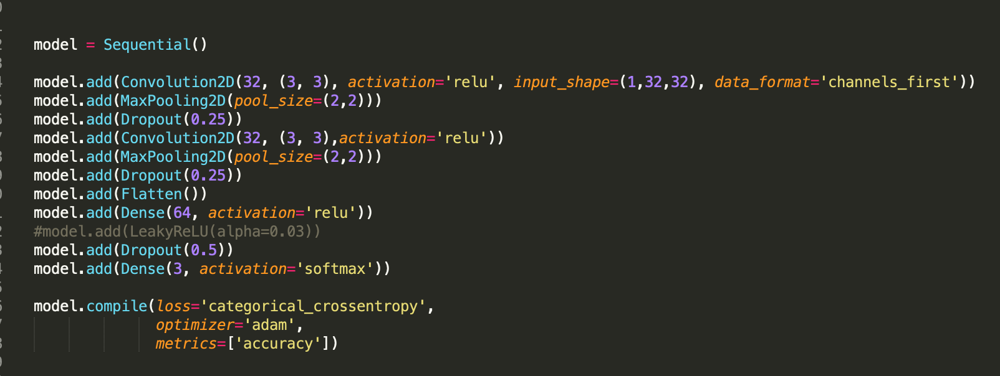 model = Sequential()
model.add(Convolution2D(32, (3, 3), activation='relu', input_shape=(1,32,32), data_format='channels_first'))
model.add(MaxPooling2D(pool_size=(2,2)))
model.add(Dropout(0.25))
model.add(Convolution2D(32, (3, 3),activation='relu'))
model.add(MaxPooling2D(pool_size=(2,2)))
model.add(Dropout(0.25))
model.add(Flatten())
model.add(Dense(64, activation='relu'))
#model.add(LeakyReLU(alpha=0.03))
model.add(Dropout(0.5))
model.add(Dense(3, activation='softmax'))
model.compile(loss='categorical_crossentropy',
optimizer='adam',
metrics=['accuracy'])